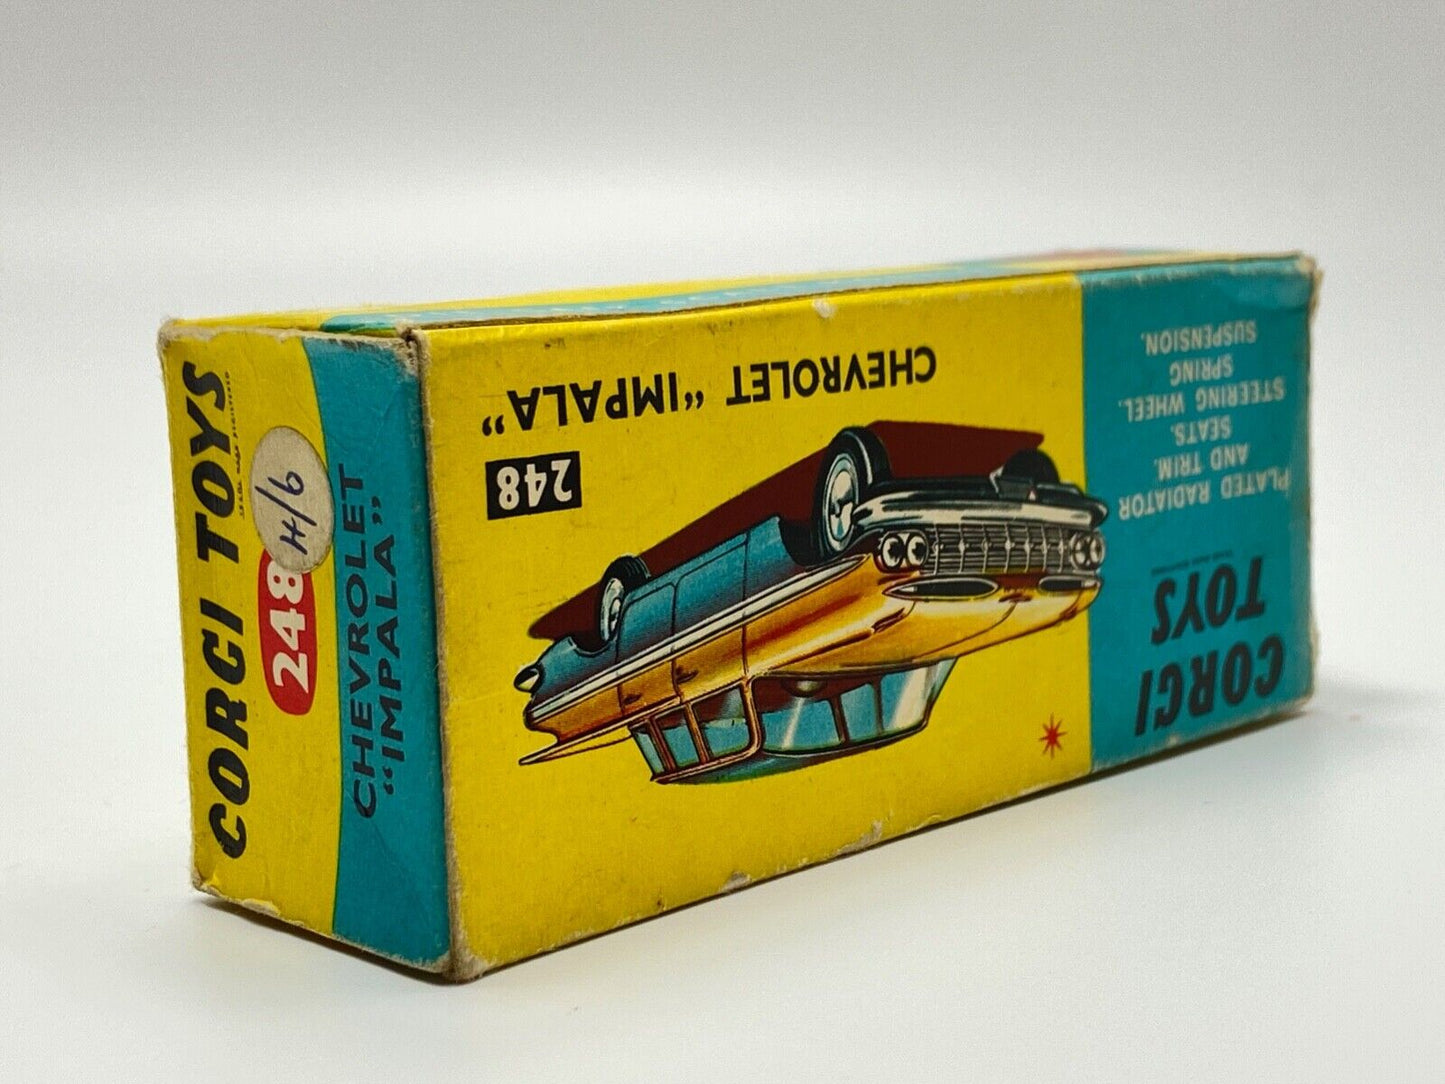 CORGI TOYS
248
H/6
CHEVROLET
"IMPALA"
CHEVROLET "IMPALA"
248
CORGI
TOYS
PLATED RADIATOR
AND TRIM.
SEATS.
STEERING WHEEL.
SPRING
SUSPENSION.